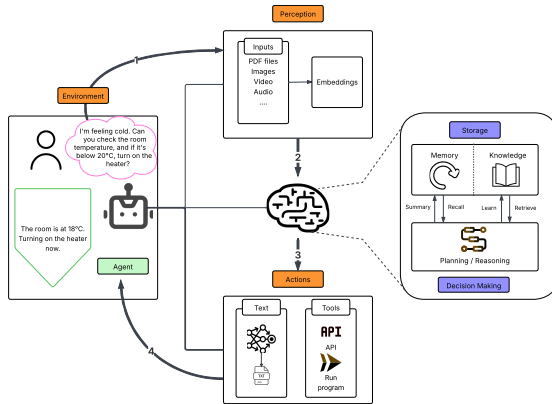 Perception
1
Inputs
PDF files
Images
Video
Audio
....
Embeddings
Environment
I'm feeling cold. Can
you check the room
temperature, and if it's
below 20°C, turn on the
heater?
2
Storage
Memory
Knowledge
Summary
Recall
Learn
Retrieve
Planning / Reasoning
Decision Making
The room is at 18°C.
Turning on the heater
now.
Agent
3
Actions
4
Text
TXT
Tools
API
API
Run
program